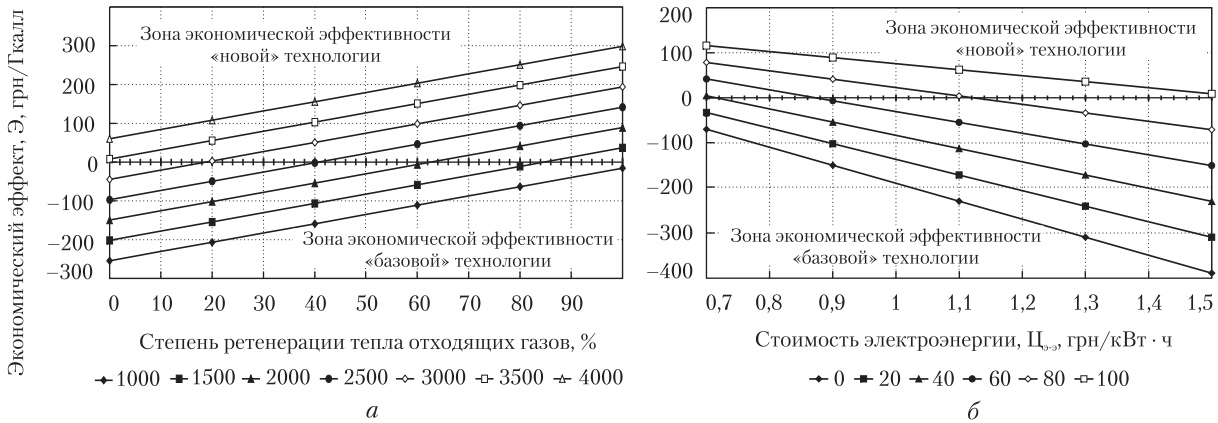 Экономический эффект, Э, грн/Гкалл
300
200
100
0
−100
−200
−300
Зона экономической эффективности
«новой» технологии
Зона экономической эффективности
«базовой» технологии
0 10 20 30 40 50 60 70 80 90
Степень ретенерации тепла отходящих газов, %
1000 1500 2000 2500 3000 3500 4000
а
200
100
0
−100
−200
−300
−400
Зона экономической эффективности
«новой» технологии
Зона экономической эффективности
«базовой» технологии
0,7 0,8 0,9 1 1,1 1,2 1,3 1,4 1,5
Стоимость электроэнергии, Цэ-э, грн/кВт · ч
0 20 40 60 80 100
б